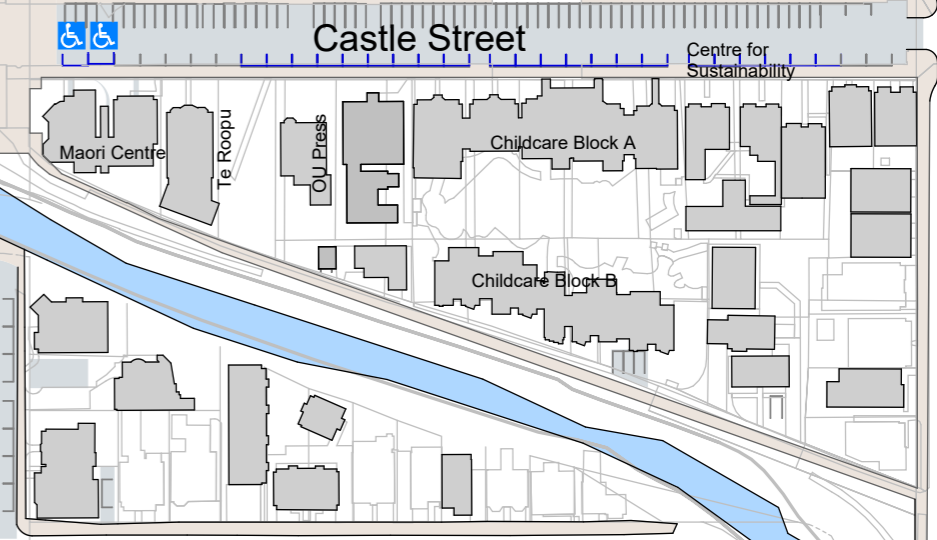 Castle Street
Centre for
Sustainability
Maori Centre
Te Roopu
OU Press
Childcare Block A
Childcare Block B